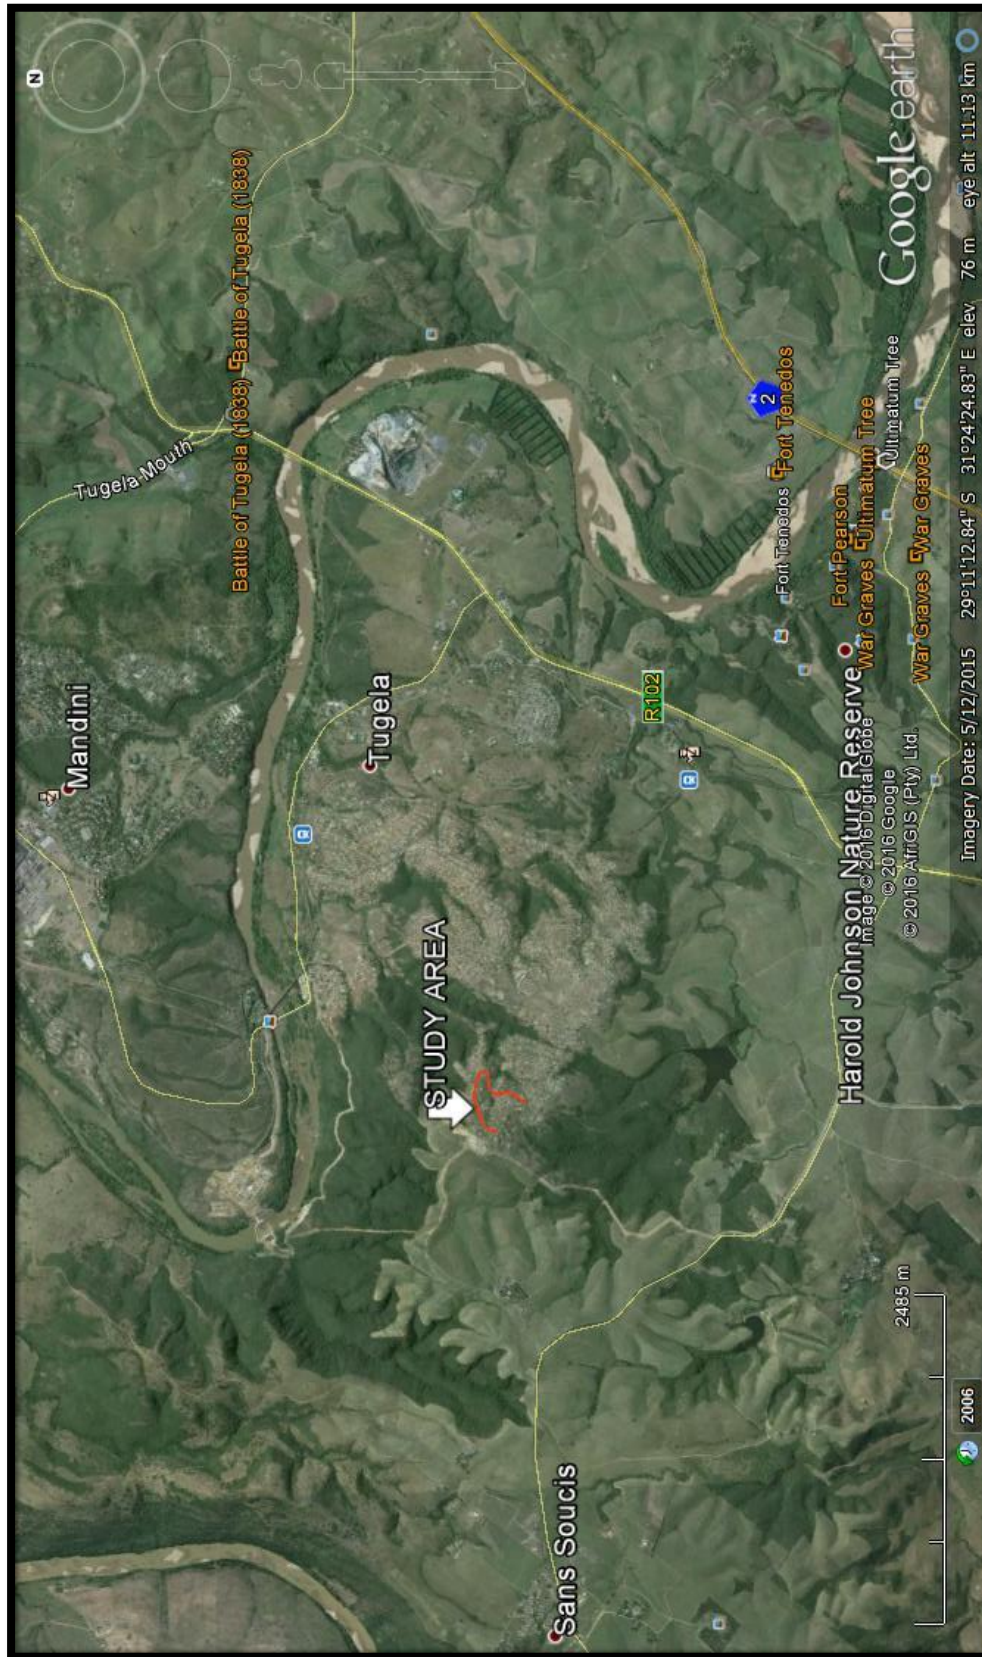 N
Mandini
Tugela Mouth
Battle of Tugela (1838) Battle of Tugela (1838)
Tugela
STUDY AREA
Sans Soucis
R102
2
Fort Tenedos
Fort Tenedos
Fort Pearson
Harold Johnson Nature Reserve
War Graves Ultimatum Tree
Ultimatum Tree
War Graves War Graves
Image © 2016 DigitalGlobe
© 2016 Google
© 2016 AfriGIS (Pty) Ltd.
Google earth
2485 m
2006
Imagery Date: 5/12/2015 29°11'12.84" S 31°24'24.83" E elev 76 m eye alt 11.13 km